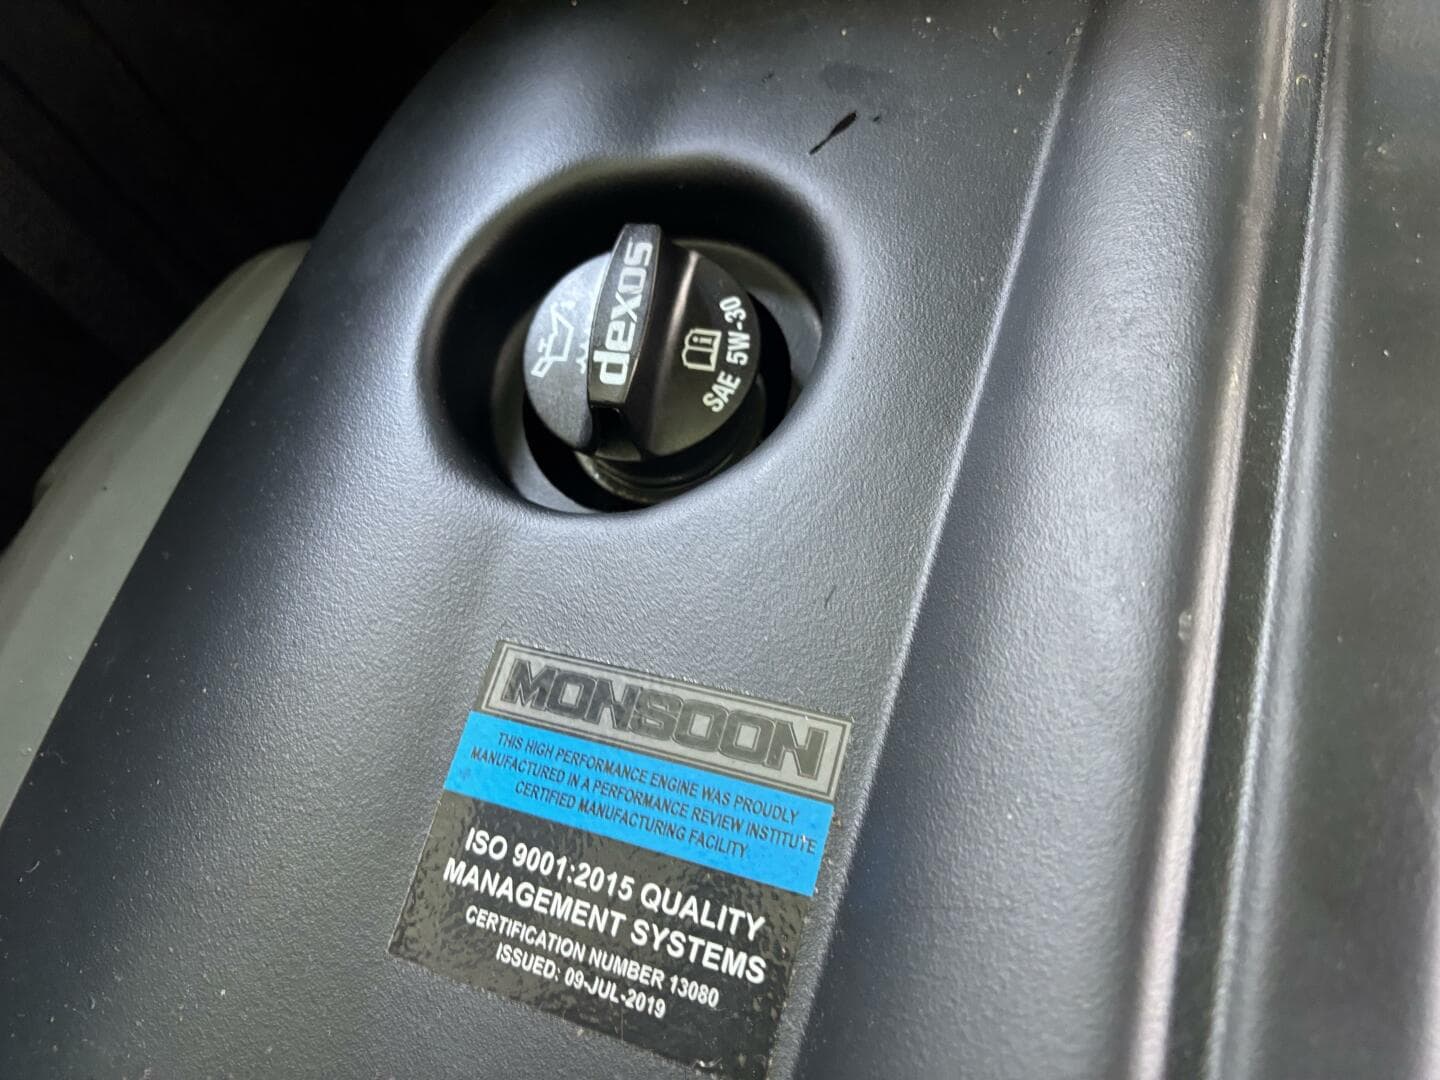 dexos
SAE 5W-30
MONSOON
THIS HIGH PERFORMANCE ENGINE WAS PROUDLY
MANUFACTURED IN A PERFORMANCE REVIEW INSTITUTE
CERTIFIED MANUFACTURING FACILITY
ISO 9001:2015 QUALITY
MANAGEMENT SYSTEMS
CERTIFICATION NUMBER 13080
ISSUED: 09-JUL-2019